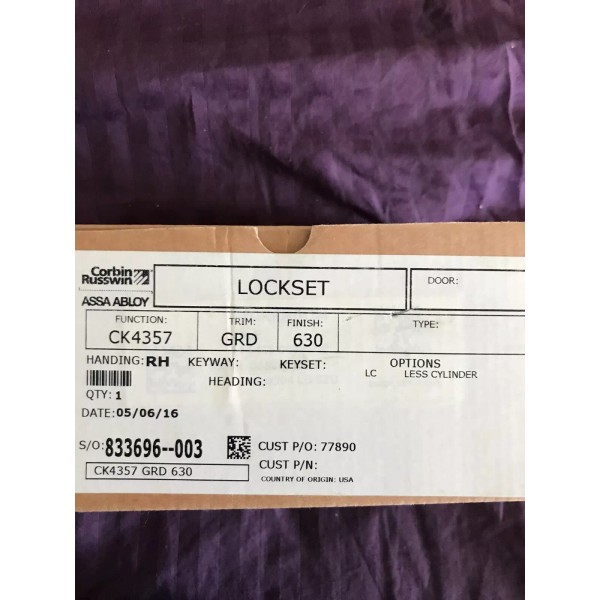 Corbin
Russwin
ASSA ABLOY
LOCKSET
DOOR:
FUNCTION: TRIM: FINISH: TYPE:
CK4357 GRD 630
HANDING: RH KEYWAY: KEYSET: OPTIONS
HEADING: LC LESS CYLINDER
QTY: 1
DATE: 05/06/16
S/O: 833696--003 CUST P/O: 77890
CUST P/N:
CK4357 GRD 630 COUNTRY OF ORIGIN: USA